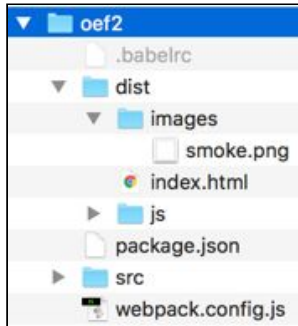 oef2
.babelrc
dist
images
smoke.png
index.html
js
package.json
src
webpack.config.js